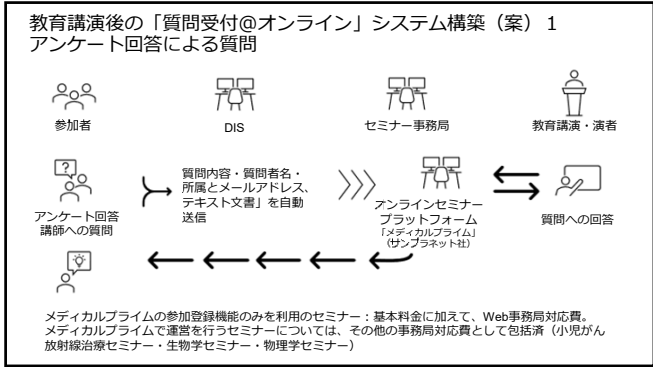 教育講演後の「質問受付@オンライン」システム構築（案）１
アンケート回答による質問
参加者
DIS
セミナー事務局
教育講演・演者
?
アンケート回答
講師への質問
質問内容・質問者名・
所属とメールアドレス、
テキスト文書」を自動
送信
オンラインセミナー
プラットフォーム
「メディカルプライム」
（サンプラネット社）
質問への回答
メディカルプライムの参加登録機能のみを利用のセミナー：基本料金に加えて、Web事務局対応費。
メディカルプライムで運営を行うセミナーについては、その他の事務局対応費として包括済（小児がん
放射線治療セミナー・生物学セミナー・物理学セミナー）